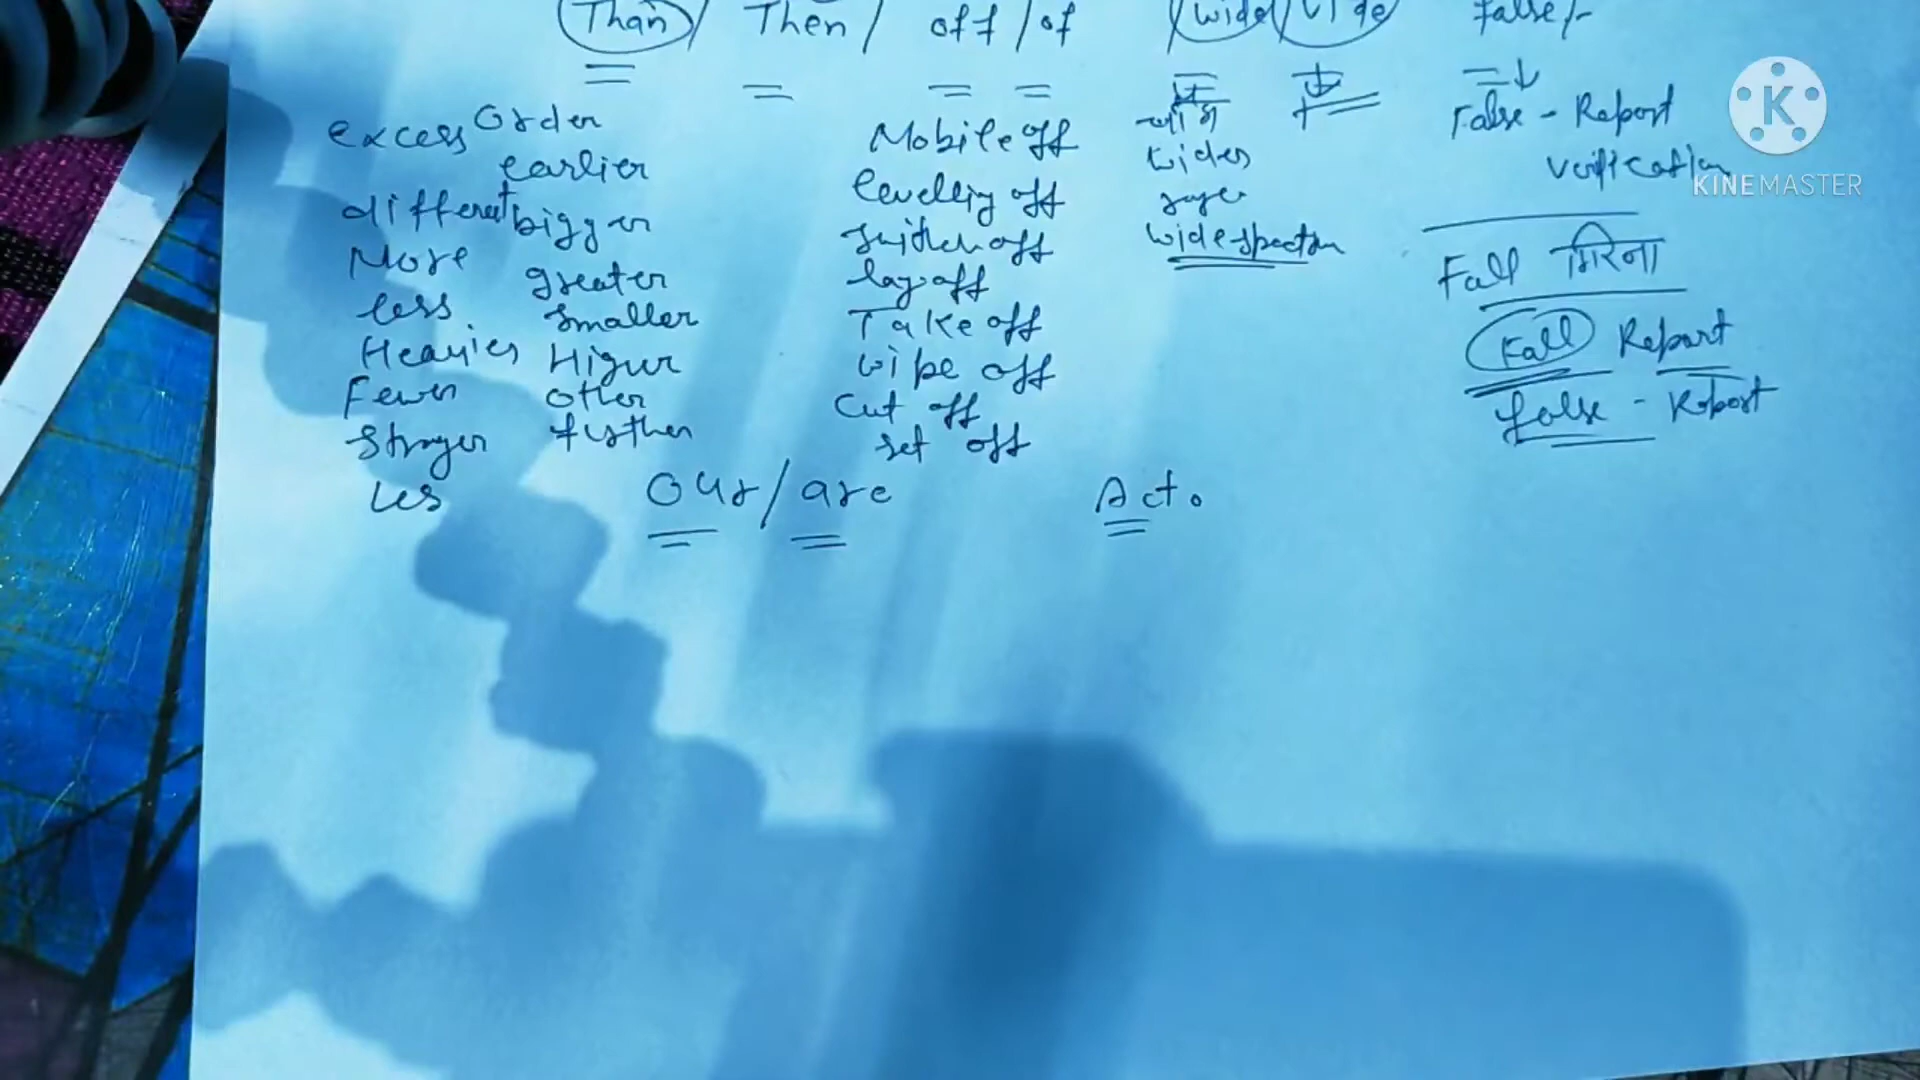 Than / Then / off / of / wide / vide False /-
excess order
earlier
different bigger
More greater
less smaller
Heavier Higher
Fewer other
Stronger further
les
Mobile off
levelling off
switch off
lay off
Take off
wipe off
cut off
set off
wider
wide spectrum
False - Report
verification
Fall गिरना
Fall Report
false - Report
our / are
Act.
KINEMASTER